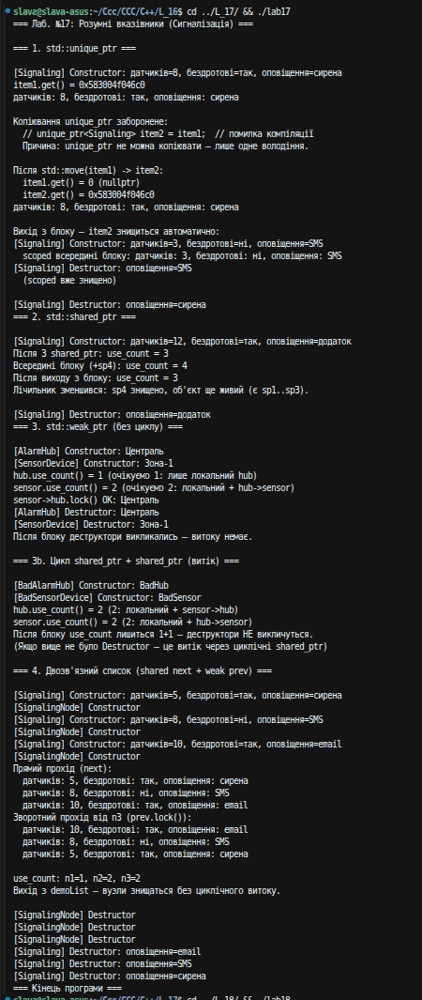 slava@slava-asus:~/Ccc/CCC/C++/L_16$ cd ../L_17/ && ./lab17
=== Лаб. №17: Розумні вказівники (Сигналізація) ===
=== 1. std::unique_ptr ===
[Signaling] Constructor: датчиків=8, бездротові=так, оповіщення=сирена
item1.get() = 0x583004f046c0
датчиків: 8, бездротові: так, оповіщення: сирена
Копіювання unique_ptr заборонене:
// unique_ptr<Signaling> item2 = item1;  // помилка компіляції
Причина: unique_ptr не можна копіювати — лише одне володіння.
Після std::move(item1) -> item2:
item1.get() = 0 (nullptr)
item2.get() = 0x583004f046c0
датчиків: 8, бездротові: так, оповіщення: сирена
Вихід з блоку — item2 знищиться автоматично:
[Signaling] Constructor: датчиків=3, бездротові=ні, оповіщення=SMS
scoped всередині блоку: датчиків: 3, бездротові: ні, оповіщення: SMS
[Signaling] Destructor: оповіщення=SMS
(scoped вже знищено)
[Signaling] Destructor: оповіщення=сирена
=== 2. std::shared_ptr ===
[Signaling] Constructor: датчиків=12, бездротові=так, оповіщення=додаток
Після 3 shared_ptr: use_count = 3
Всередині блоку (+sp4): use_count = 4
Після виходу з блоку: use_count = 3
Лічильник зменшився: sp4 знищено, об'єкт ще живий (є sp1..sp3).
[Signaling] Destructor: оповіщення=додаток
=== 3. std::weak_ptr (без циклу) ===
[AlarmHub] Constructor: Централь
[SensorDevice] Constructor: Зона-1
hub.use_count() = 1 (очікуємо 1: лише локальний hub)
sensor.use_count() = 2 (очікуємо 2: локальний + hub->sensor)
sensor->hub.lock() OK: Централь
[AlarmHub] Destructor: Централь
[SensorDevice] Destructor: Зона-1
Після блоку деструктори викликались — витоку немає.
=== 3b. Цикл shared_ptr + shared_ptr (витік) ===
[BadAlarmHub] Constructor: BadHub
[BadSensorDevice] Constructor: BadSensor
hub.use_count() = 2 (2: локальний + sensor->hub)
sensor.use_count() = 2 (2: локальний + hub->sensor)
Після блоку use_count лишиться 1+1 — деструктори НЕ викличуться.
(Якщо вище не було Destructor — це витік через циклічні shared_ptr)
=== 4. Двозв'язний список (shared next + weak prev) ===
[Signaling] Constructor: датчиків=5, бездротові=так, оповіщення=сирена
[SignalingNode] Constructor
[Signaling] Constructor: датчиків=8, бездротові=ні, оповіщення=SMS
[SignalingNode] Constructor
[Signaling] Constructor: датчиків=10, бездротові=так, оповіщення=email
[SignalingNode] Constructor
Прямий прохід (next):
датчиків: 5, бездротові: так, оповіщення: сирена
датчиків: 8, бездротові: ні, оповіщення: SMS
датчиків: 10, бездротові: так, оповіщення: email
Зворотний прохід від n3 (prev.lock()):
датчиків: 10, бездротові: так, оповіщення: email
датчиків: 8, бездротові: ні, оповіщення: SMS
датчиків: 5, бездротові: так, оповіщення: сирена
use_count: n1=1, n2=2, n3=2
Вихід з demoList — вузли знищаться без циклічного витоку.
[SignalingNode] Destructor
[SignalingNode] Destructor
[SignalingNode] Destructor
[Signaling] Destructor: оповіщення=email
[Signaling] Destructor: оповіщення=SMS
[Signaling] Destructor: оповіщення=сирена
=== Кінець програми ===
slava@slava-asus:~/Ccc/CCC/C++/L_17$ cd ../L_18/ && ./lab18